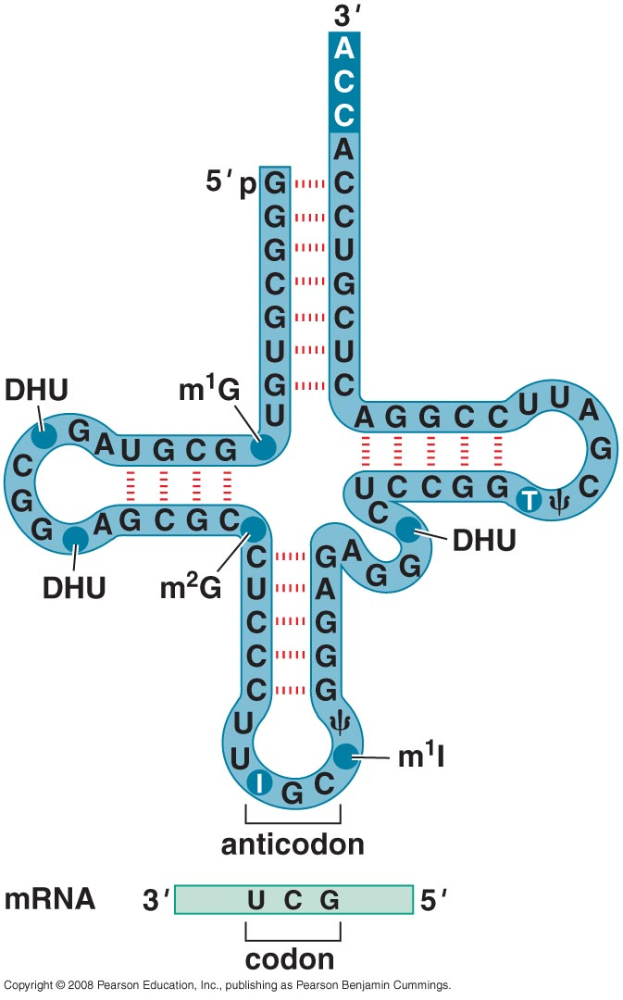 3′
A
C
C
A
5′ p G C
G C
G U
C G
G C
U U
G C
DHU m¹G
U
A G G C C U U A G C ψ T G G C C U
G A U G C G
C G G
A G C G C
C
DHU
G G A
DHU
m²G
C G
U A
C G
C G
C G
U ψ
U m¹I
I G C
anticodon
mRNA 3′ U C G 5′
codon
Copyright © 2008 Pearson Education, Inc., publishing as Pearson Benjamin Cummings.